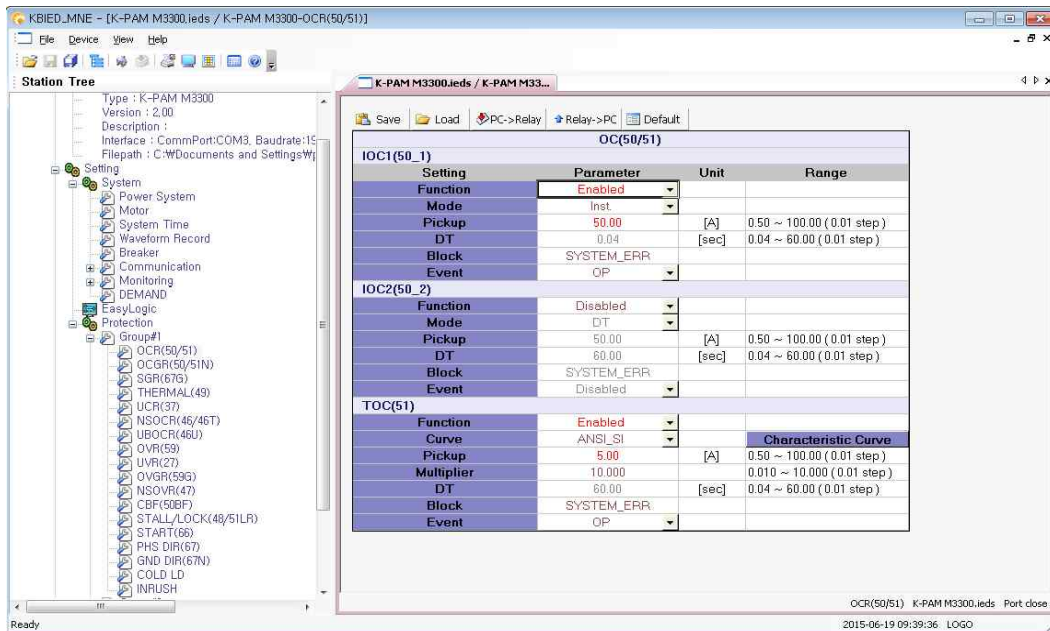 KBIED_MNE - [K-PAM M3300.ieds / K-PAM M3300-OCR(50/51)]
File Device View Help
Station Tree
Type : K-PAM M3300
Version : 2.00
Description :
Interface : CommPort:COM3, Baudrate:19
Filepath : C:₩Documents and Settings₩
Setting
System
Power System
Motor
System Time
Waveform Record
Breaker
Communication
Monitoring
DEMAND
EasyLogic
Protection
Group#1
OCR(50/51)
OCGR(50/51N)
SGR(67G)
THERMAL(49)
UCR(37)
NSOCR(46/46T)
UBOCR(46U)
OVR(59)
UVR(27)
OVGR(59G)
NSOVR(47)
CBF(50BF)
STALL/LOCK(48/51LR)
START(66)
PHS DIR(67)
GND DIR(67N)
COLD LD
INRUSH
K-PAM M3300.ieds / K-PAM M33...
Save Load PC->Relay Relay->PC Default
OC(50/51)
IOC1(50_1)
Setting Parameter Unit Range
Function Enabled
Mode Inst.
Pickup 50.00 [A] 0.50 ~ 100.00 ( 0.01 step )
DT 0.04 [sec] 0.04 ~ 60.00 ( 0.01 step )
Block SYSTEM_ERR
Event OP
IOC2(50_2)
Function Disabled
Mode DT
Pickup 50.00 [A] 0.50 ~ 100.00 ( 0.01 step )
DT 60.00 [sec] 0.04 ~ 60.00 ( 0.01 step )
Block SYSTEM_ERR
Event Disabled
TOC(51)
Function Enabled
Curve ANSI_SI Characteristic Curve
Pickup 5.00 [A] 0.50 ~ 100.00 ( 0.01 step )
Multiplier 10.000 0.010 ~ 10.000 ( 0.01 step )
DT 60.00 [sec] 0.04 ~ 60.00 ( 0.01 step )
Block SYSTEM_ERR
Event OP
OCR(50/51) K-PAM M3300.ieds Port close
Ready 2015-06-19 09:39:36 LOGO